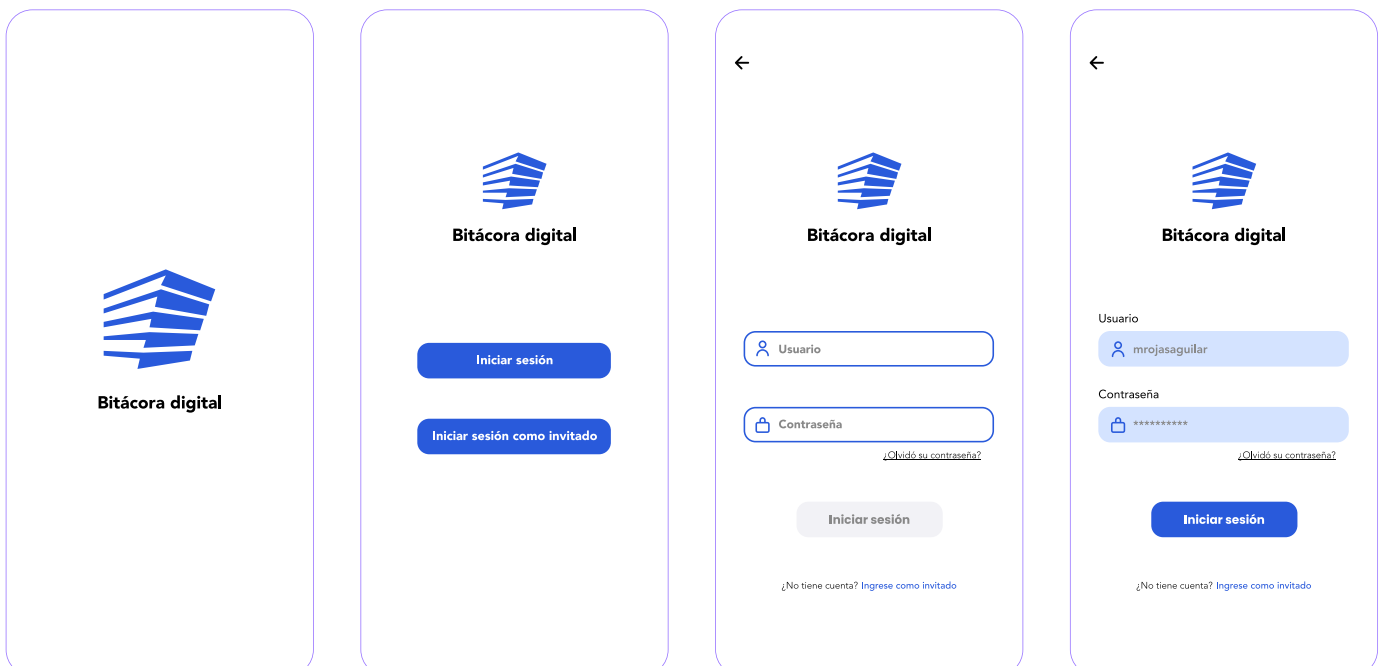 Bitácora digital
Bitácora digital
Iniciar sesión
Iniciar sesión como invitado
Bitácora digital
Usuario
Contraseña
¿Olvidó su contraseña?
Iniciar sesión
¿No tiene cuenta? Ingrese como invitado
Bitácora digital
Usuario
mrojasaguilar
Contraseña
**********
¿Olvidó su contraseña?
Iniciar sesión
¿No tiene cuenta? Ingrese como invitado